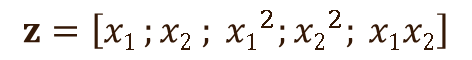 𝐳 = [𝑥₁ ; 𝑥₂ ; 𝑥₁² ; 𝑥₂² ; 𝑥₁𝑥₂]